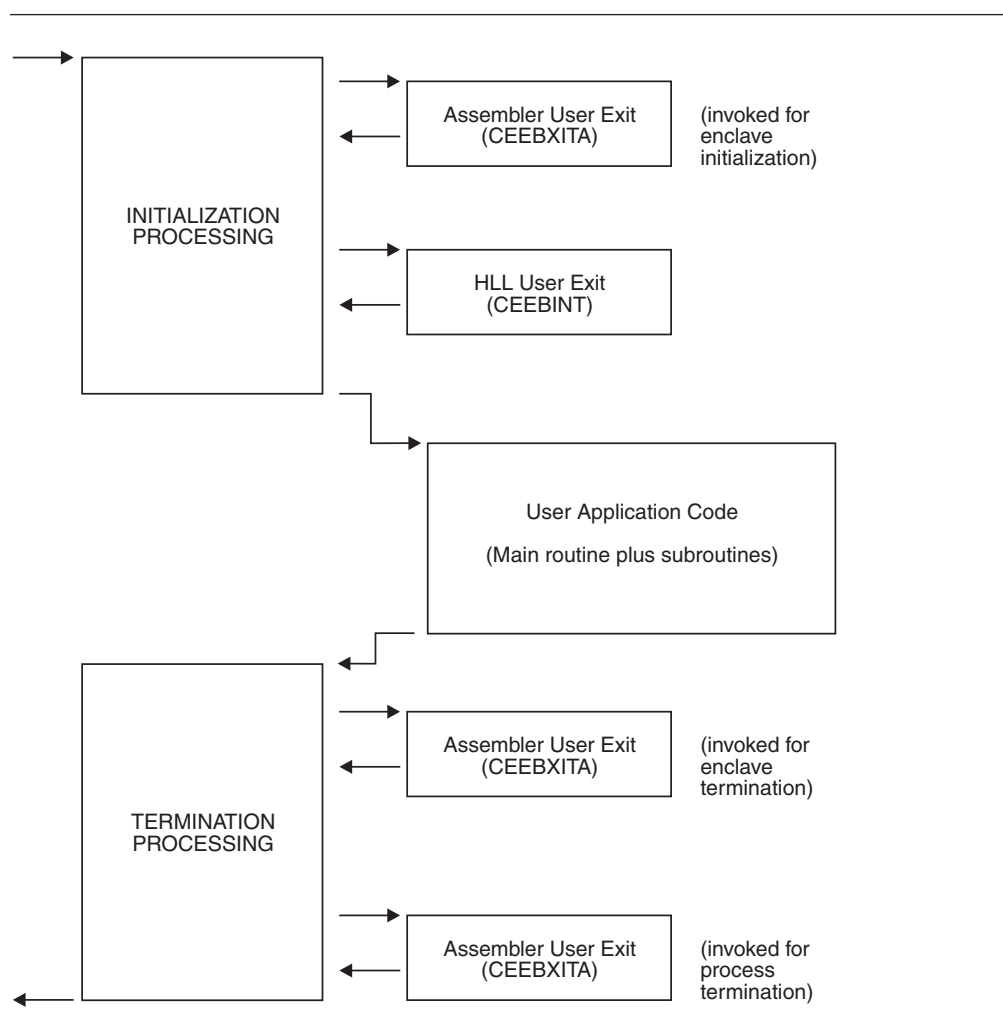 Assembler User Exit
(CEEBXITA)
(invoked for
enclave
initialization)
INITIALIZATION
PROCESSING
HLL User Exit
(CEEBINT)
User Application Code
(Main routine plus subroutines)
Assembler User Exit
(CEEBXITA)
(invoked for
enclave
termination)
TERMINATION
PROCESSING
Assembler User Exit
(CEEBXITA)
(invoked for
process
termination)